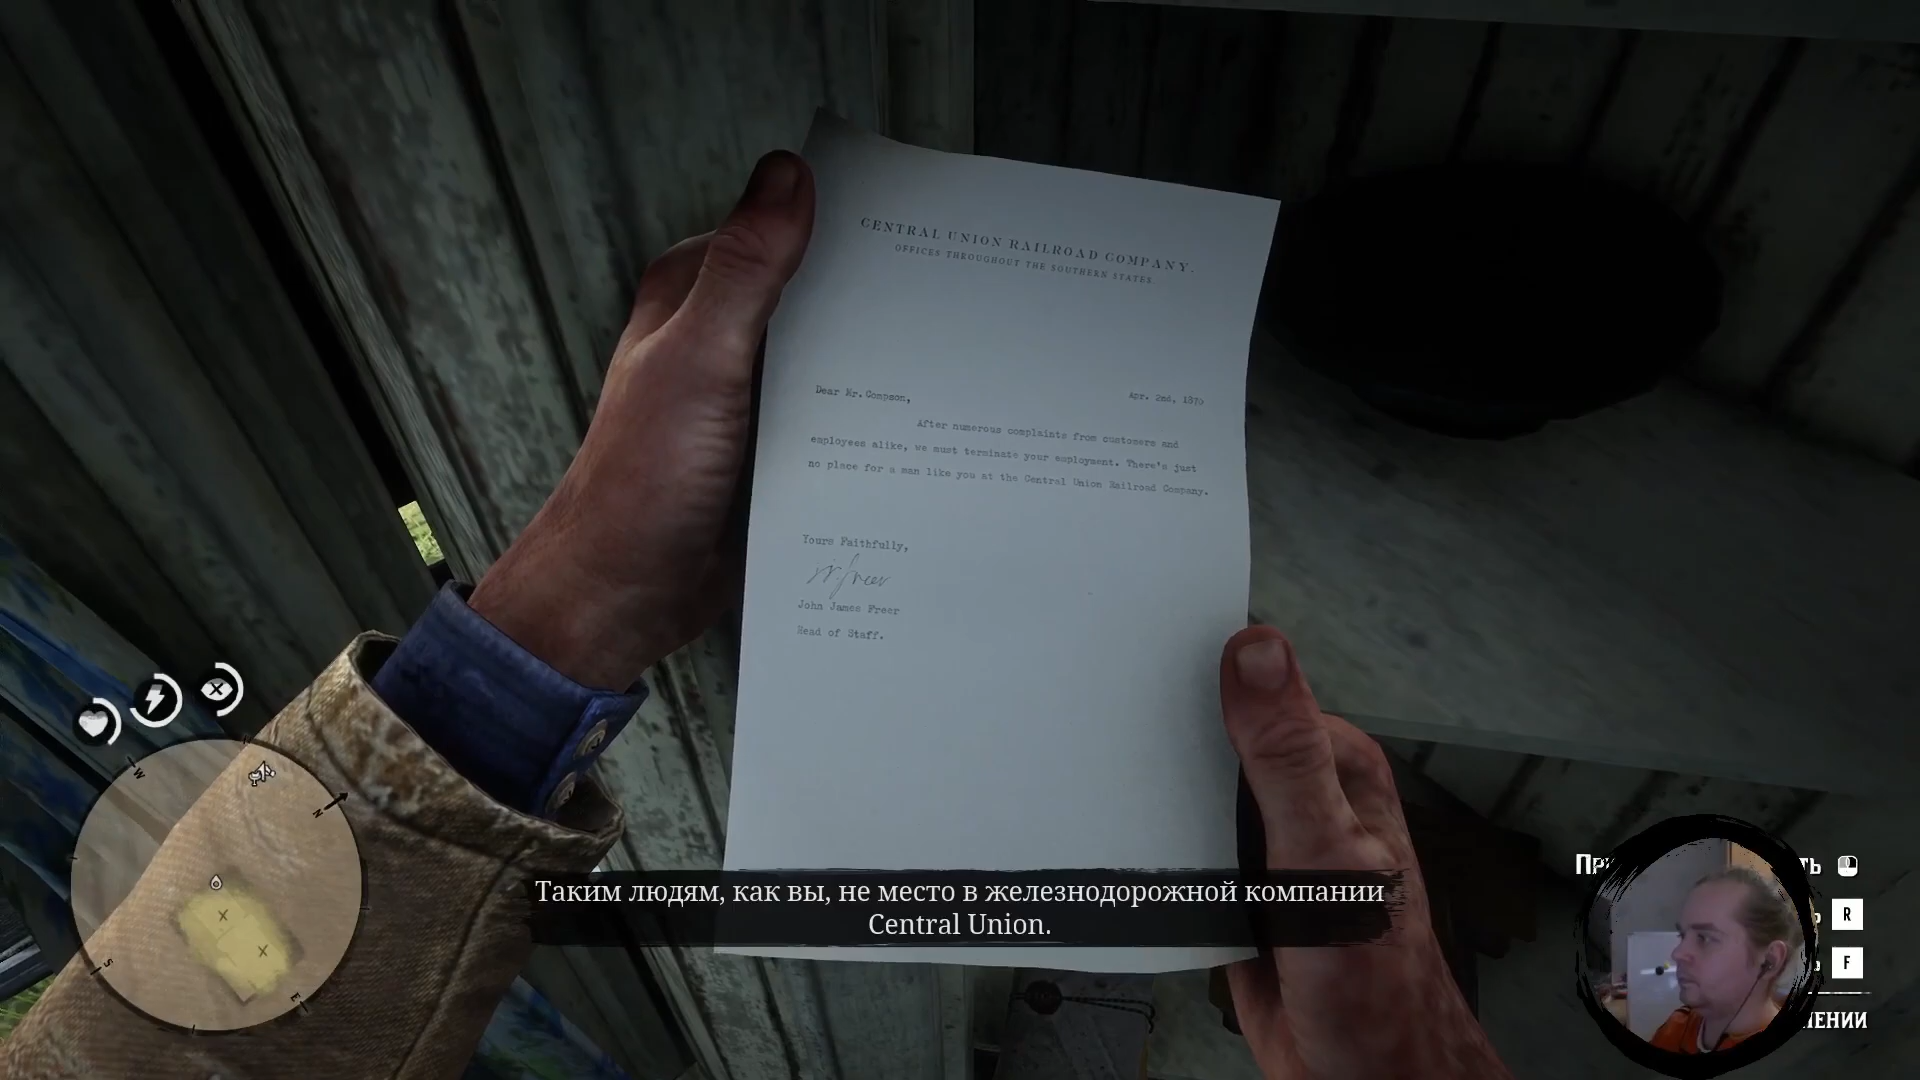 CENTRAL UNION RAILROAD COMPANY.
OFFICES THROUGHOUT THE SOUTHERN STATES
Apr. 2nd, 1870
Dear Mr. Compson,
After numerous complaints from customers and
employees alike, we must terminate your employment. There's just
no place for a man like you at the Central Union Railroad Company.
Yours Faithfully,
John James Freer
Head of Staff.
Таким людям, как вы, не место в железнодорожной компании
Central Union.
W
N
S
E
R
F